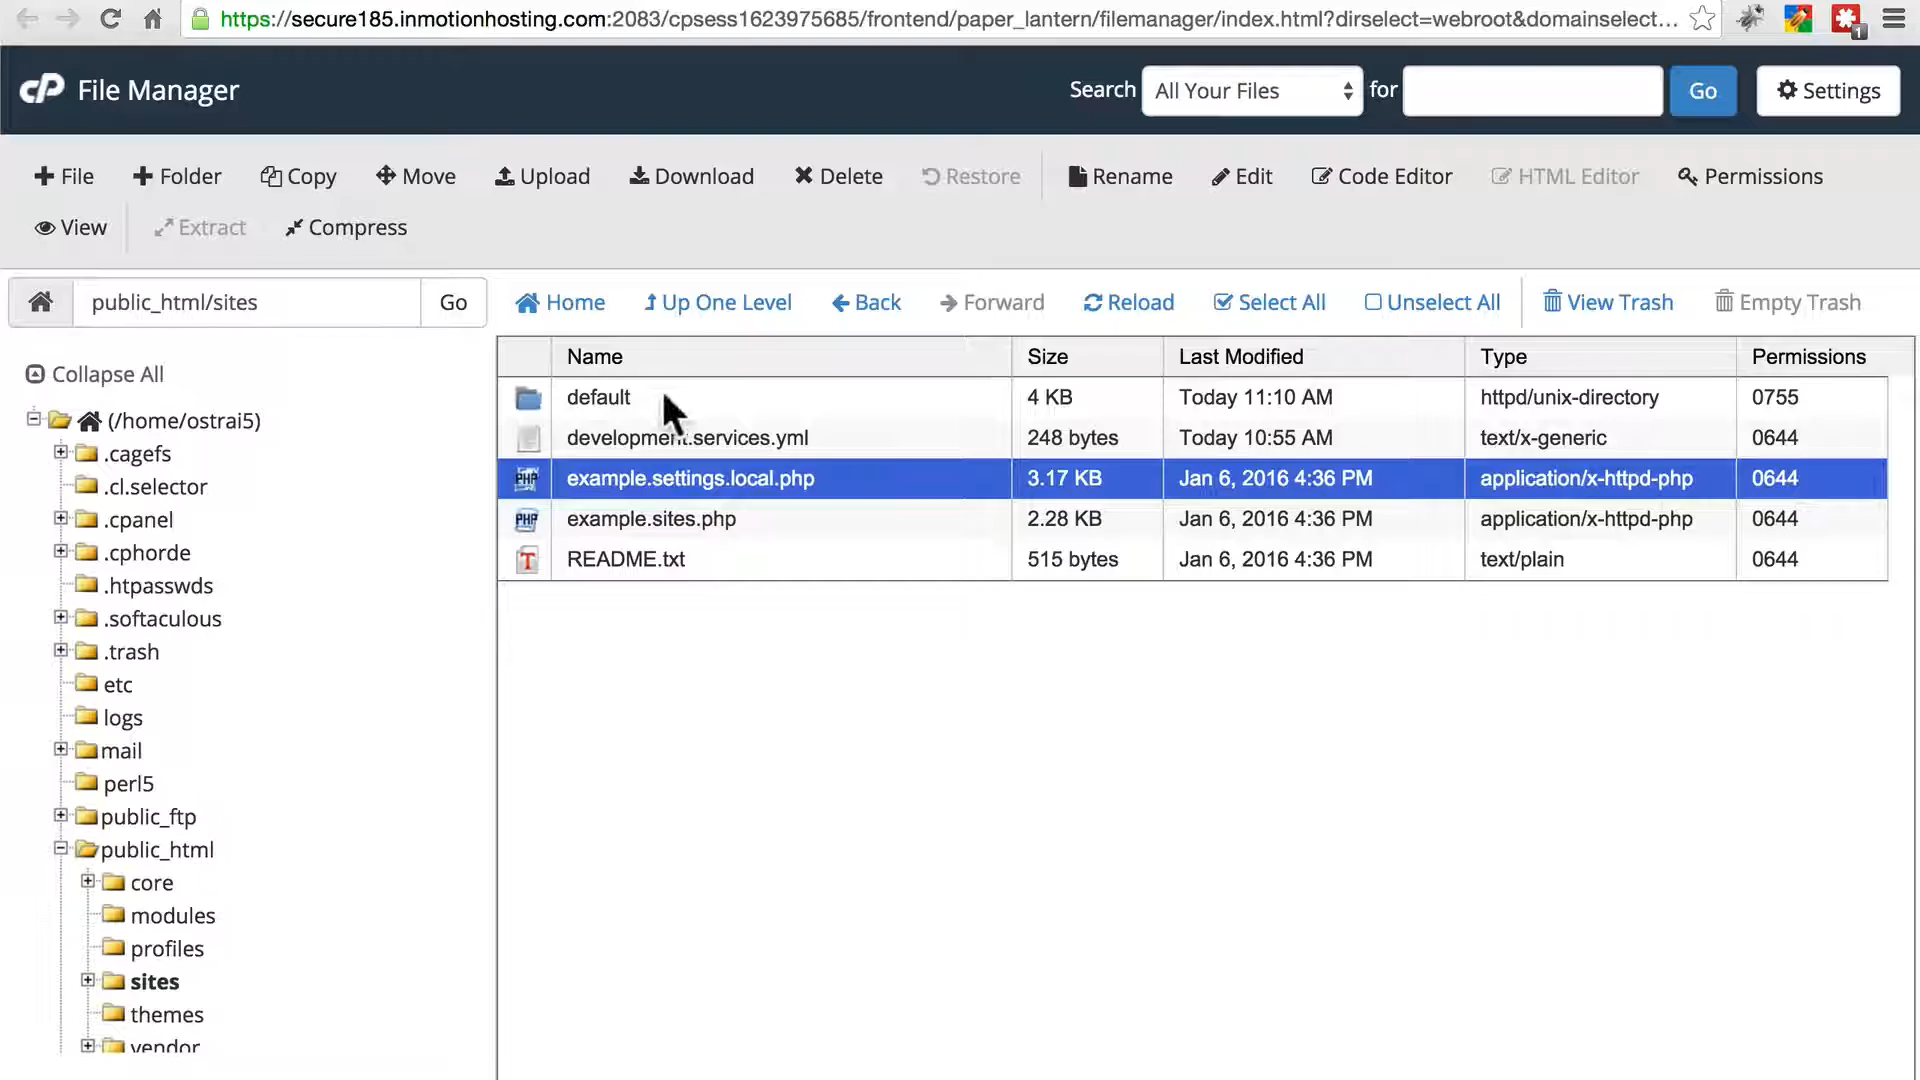 https://secure185.inmotionhosting.com:2083/cpsess1623975685/frontend/paper_lantern/filemanager/index.html?dirselect=webroot&domainselect...
1
cP File Manager Search All Your Files for Go Settings
File Folder Copy Move Upload Download Delete Restore Rename Edit Code Editor HTML Editor Permissions
View Extract Compress
public_html/sites Go Home Up One Level Back Forward Reload Select All Unselect All View Trash Empty Trash
Name Size Last Modified Type Permissions
default 4 KB Today 11:10 AM httpd/unix-directory 0755
development.services.yml 248 bytes Today 10:55 AM text/x-generic 0644
PHP example.settings.local.php 3.17 KB Jan 6, 2016 4:36 PM application/x-httpd-php 0644
PHP example.sites.php 2.28 KB Jan 6, 2016 4:36 PM application/x-httpd-php 0644
T README.txt 515 bytes Jan 6, 2016 4:36 PM text/plain 0644
Collapse All
(/home/ostrai5)
.cagefs
.cl.selector
.cpanel
.cphorde
.htpasswds
.softaculous
.trash
etc
logs
mail
perl5
public_ftp
public_html
core
modules
profiles
sites
themes
vendor